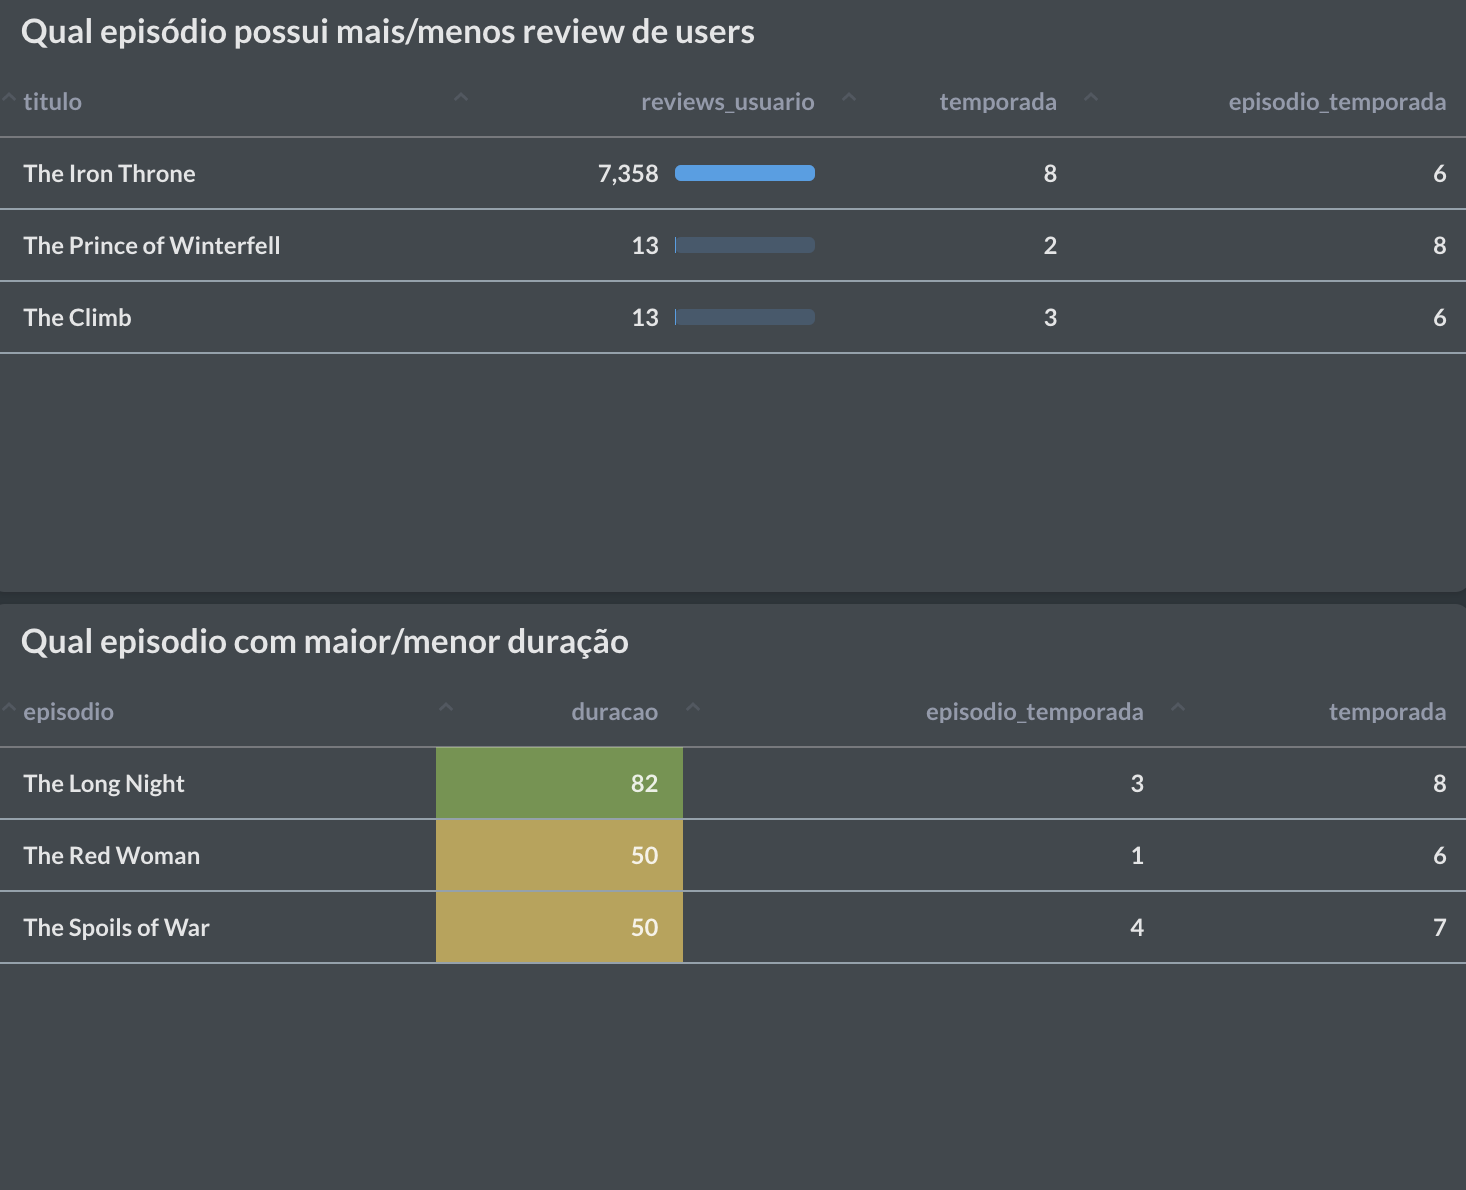 Qual episódio possui mais/menos review de users
titulo reviews_usuario temporada episodio_temporada
The Iron Throne 7,358 8 6
The Prince of Winterfell 13 2 8
The Climb 13 3 6
Qual episodio com maior/menor duração
episodio duracao episodio_temporada temporada
The Long Night 82 3 8
The Red Woman 50 1 6
The Spoils of War 50 4 7